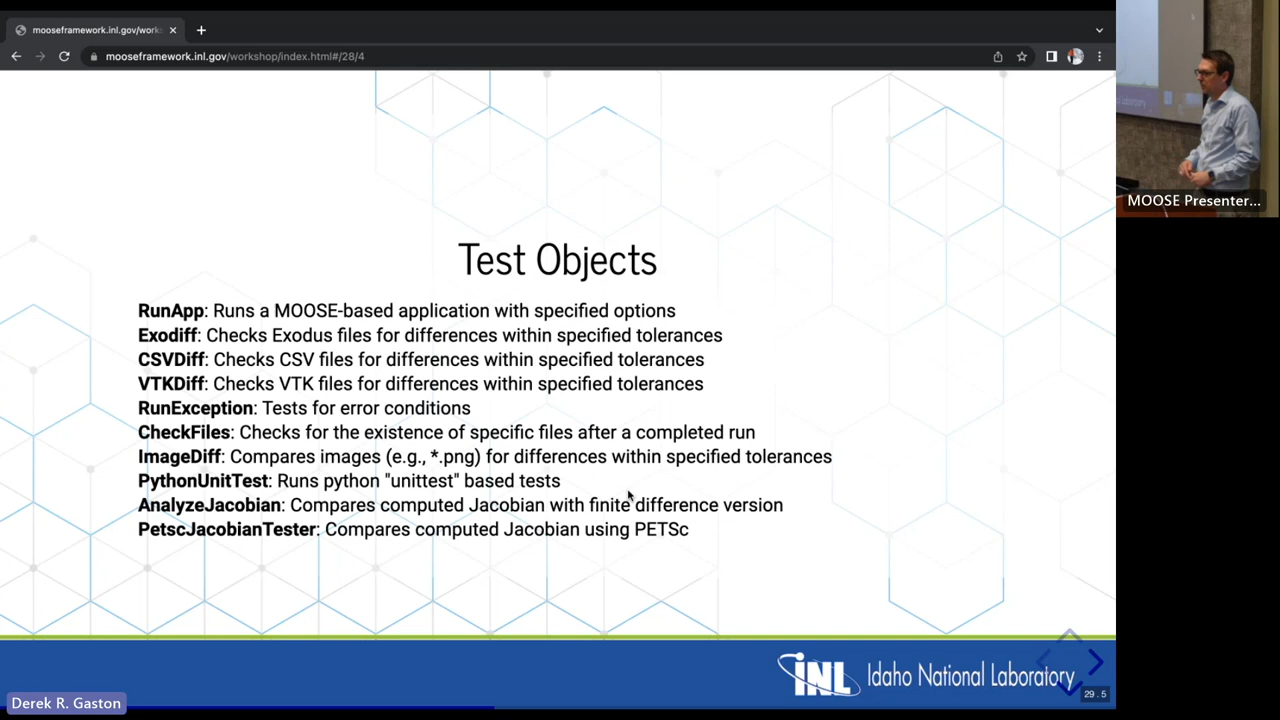 mooseframework.inl.gov/works
mooseframework.inl.gov/workshop/index.html#/28/4
MOOSE Presenter...
Test Objects
RunApp: Runs a MOOSE-based application with specified options
Exodiff: Checks Exodus files for differences within specified tolerances
CSVDiff: Checks CSV files for differences within specified tolerances
VTKDiff: Checks VTK files for differences within specified tolerances
RunException: Tests for error conditions
CheckFiles: Checks for the existence of specific files after a completed run
ImageDiff: Compares images (e.g., *.png) for differences within specified tolerances
PythonUnitTest: Runs python "unittest" based tests
AnalyzeJacobian: Compares computed Jacobian with finite difference version
PetscJacobianTester: Compares computed Jacobian using PETSc
INL Idaho National Laboratory
29.5
Derek R. Gaston